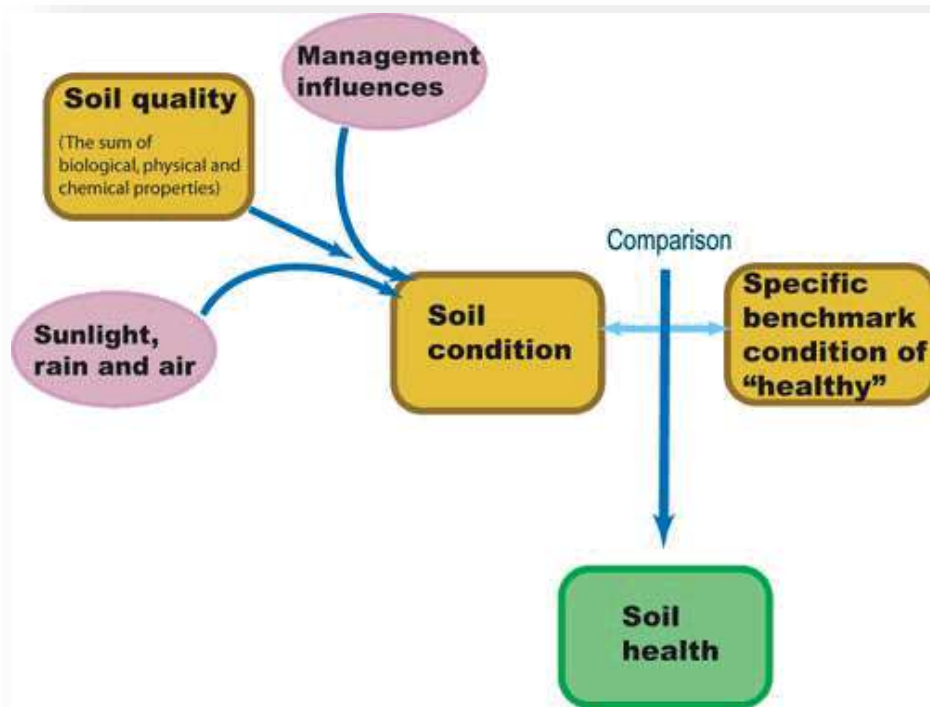 Management
influences
Soil quality
(The sum of
biological, physical and
chemical properties)
Sunlight,
rain and air
Soil
condition
Comparison
Specific
benchmark
condition of
“healthy”
Soil
health